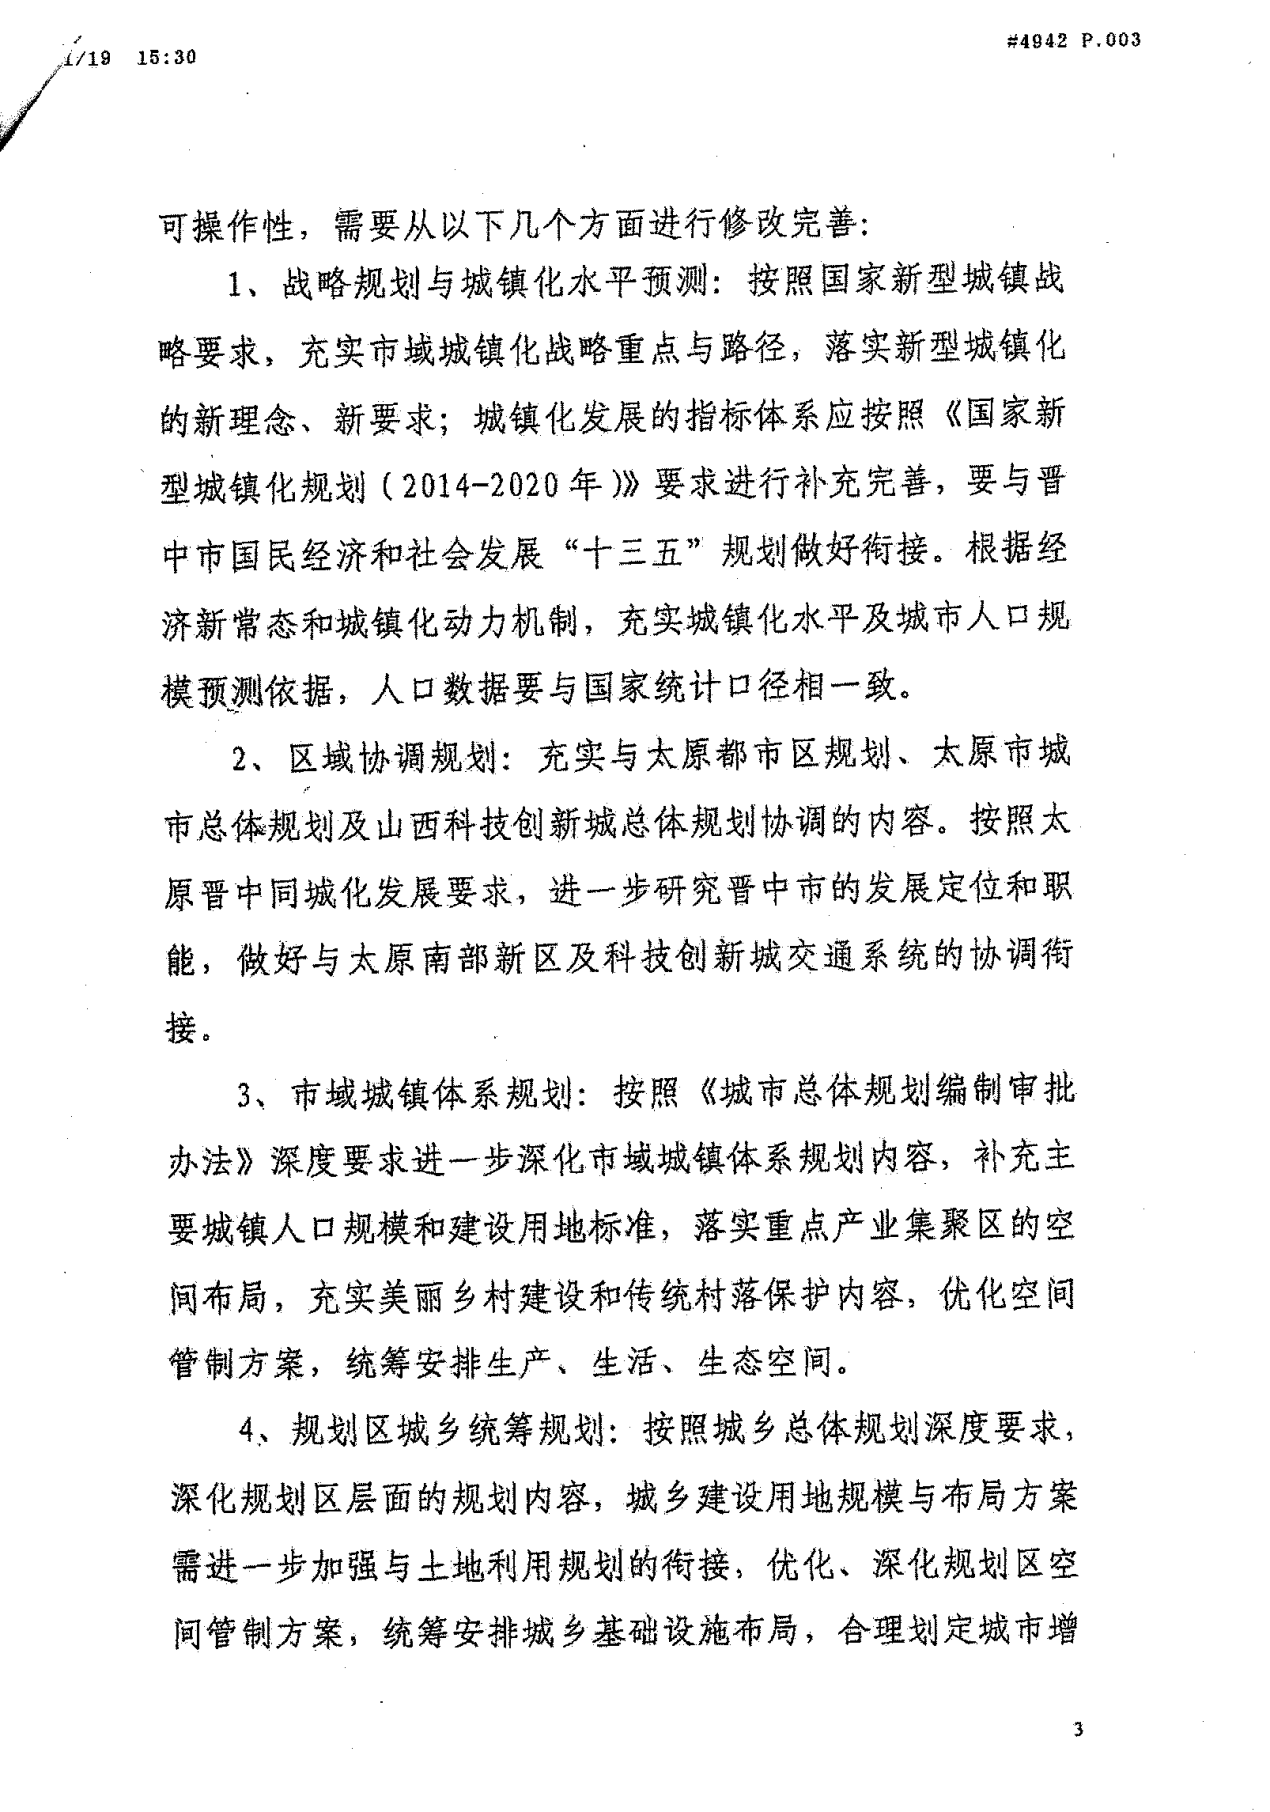 1/19 15:30
#4942 P.003
可操作性，需要从以下几个方面进行修改完善：
1、战略规划与城镇化水平预测：按照国家新型城镇战
略要求，充实市域城镇化战略重点与路径，落实新型城镇化
的新理念、新要求；城镇化发展的指标体系应按照《国家新
型城镇化规划(2014-2020年)》要求进行补充完善，要与晋
中市国民经济和社会发展“十三五”规划做好衔接。根据经
济新常态和城镇化动力机制，充实城镇化水平及城市人口规
模预测依据，人口数据要与国家统计口径相一致。
2、区域协调规划：充实与太原都市区规划、太原市城
市总体规划及山西科技创新城总体规划协调的内容。按照太
原晋中同城化发展要求，进一步研究晋中市的发展定位和职
能，做好与太原南部新区及科技创新城交通系统的协调衔
接。
3、市域城镇体系规划：按照《城市总体规划编制审批
办法》深度要求进一步深化市域城镇体系规划内容，补充主
要城镇人口规模和建设用地标准，落实重点产业集聚区的空
间布局，充实美丽乡村建设和传统村落保护内容，优化空间
管制方案，统筹安排生产、生活、生态空间。
4、规划区城乡统筹规划：按照城乡总体规划深度要求，
深化规划区层面的规划内容，城乡建设用地规模与布局方案
需进一步加强与土地利用规划的衔接，优化、深化规划区空
间管制方案，统筹安排城乡基础设施布局，合理划定城市增
3